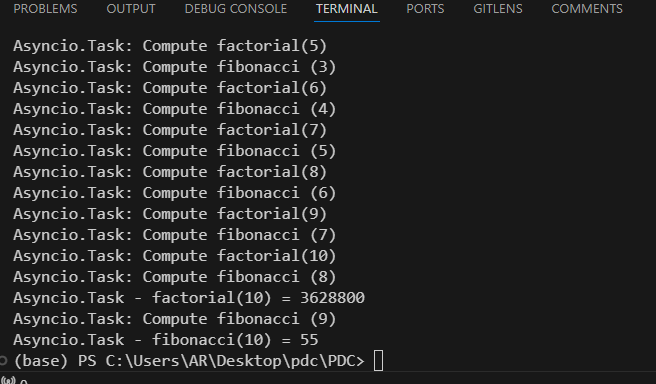 PROBLEMS OUTPUT DEBUG CONSOLE TERMINAL PORTS GITLENS COMMENTS
Asyncio.Task: Compute factorial(5)
Asyncio.Task: Compute fibonacci (3)
Asyncio.Task: Compute factorial(6)
Asyncio.Task: Compute fibonacci (4)
Asyncio.Task: Compute factorial(7)
Asyncio.Task: Compute fibonacci (5)
Asyncio.Task: Compute factorial(8)
Asyncio.Task: Compute fibonacci (6)
Asyncio.Task: Compute factorial(9)
Asyncio.Task: Compute fibonacci (7)
Asyncio.Task: Compute factorial(10)
Asyncio.Task: Compute fibonacci (8)
Asyncio.Task - factorial(10) = 3628800
Asyncio.Task: Compute fibonacci (9)
Asyncio.Task - fibonacci(10) = 55
(base) PS C:\Users\AR\Desktop\pdc\PDC>